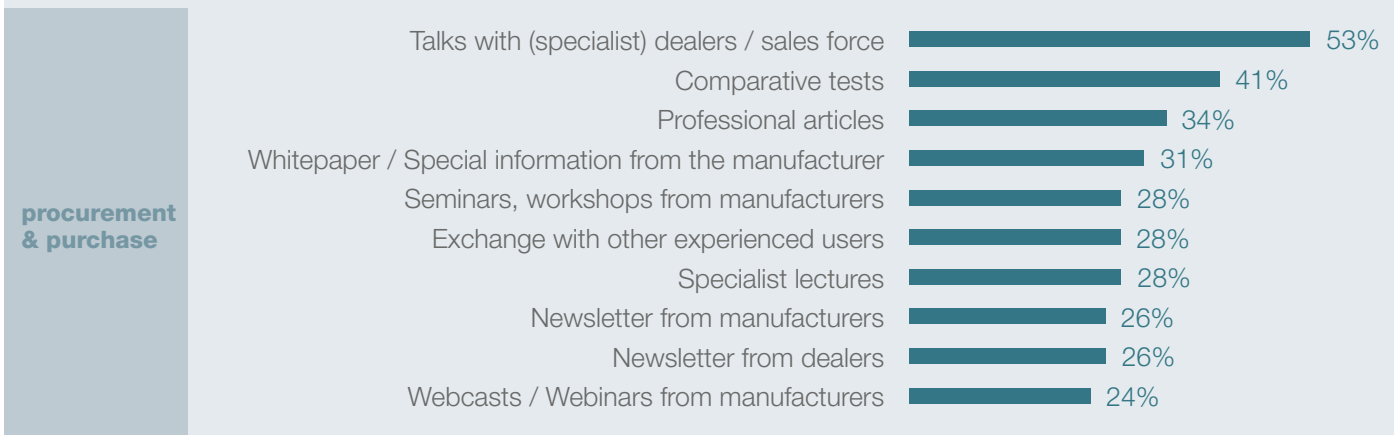 procurement
& purchase
Talks with (specialist) dealers / sales force 53%
Comparative tests 41%
Professional articles 34%
Whitepaper / Special information from the manufacturer 31%
Seminars, workshops from manufacturers 28%
Exchange with other experienced users 28%
Specialist lectures 28%
Newsletter from manufacturers 26%
Newsletter from dealers 26%
Webcasts / Webinars from manufacturers 24%